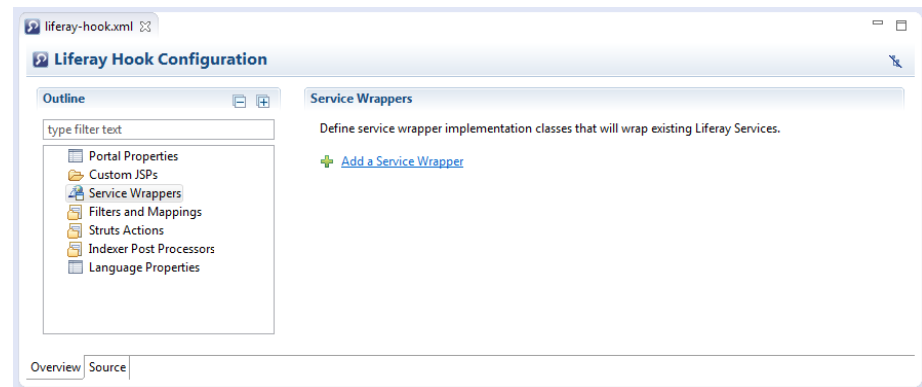 liferay-hook.xml
Liferay Hook Configuration
Outline
type filter text
Portal Properties
Custom JSPs
Service Wrappers
Filters and Mappings
Struts Actions
Indexer Post Processors
Language Properties
Service Wrappers
Define service wrapper implementation classes that will wrap existing Liferay Services.
Add a Service Wrapper
Overview Source